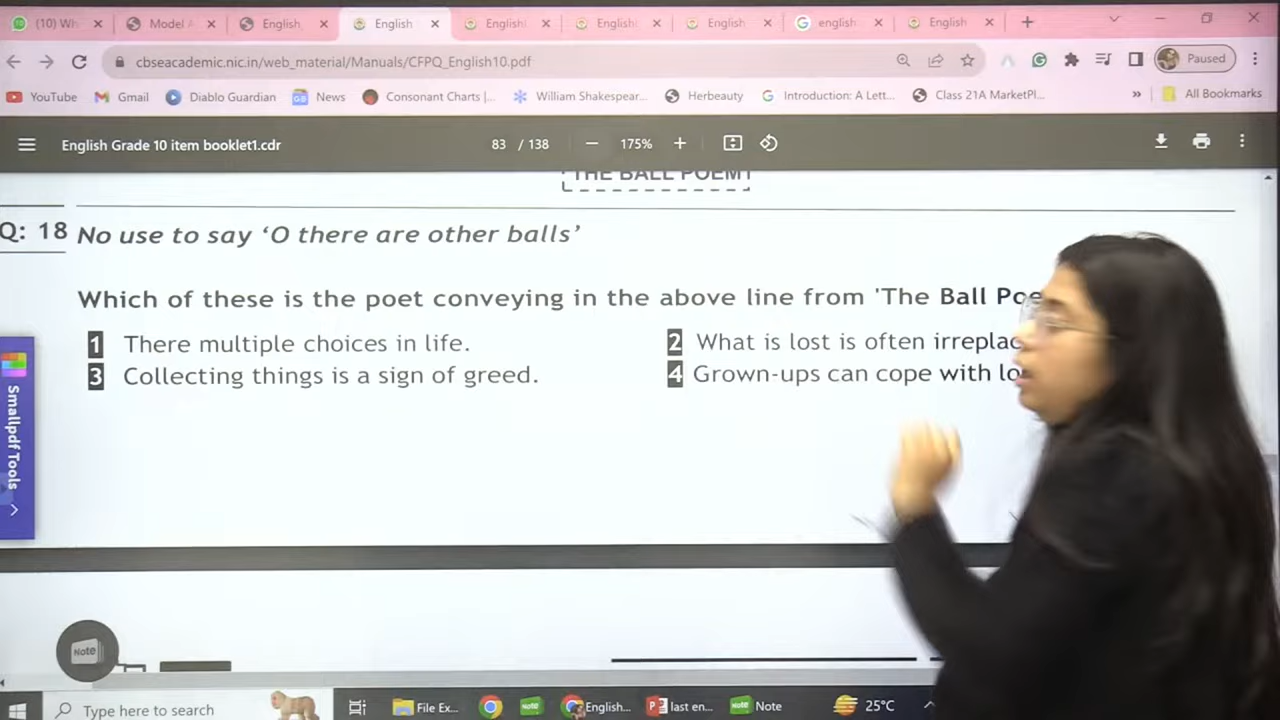 (10) Wh
Model A
English
English
English
English
English
english
English
cbseacademic.nic.in/web_material/Manuals/CFPQ_English10.pdf
Paused
YouTube
Gmail
Diablo Guardian
News
Consonant Charts |...
William Shakespear...
Herbeauty
Introduction: A Lett...
Class 21A MarketPl...
»
All Bookmarks
English Grade 10 item booklet1.cdr
83 / 138
175%
THE BALL POEM
Q: 18 No use to say ‘O there are other balls’
Which of these is the poet conveying in the above line from 'The Ball Poe
1 There multiple choices in life.
2 What is lost is often irreplac
3 Collecting things is a sign of greed.
4 Grown-ups can cope with lo
Smallpdf Tools
Note
Type here to search
File Ex...
English...
last en...
Note
25°C